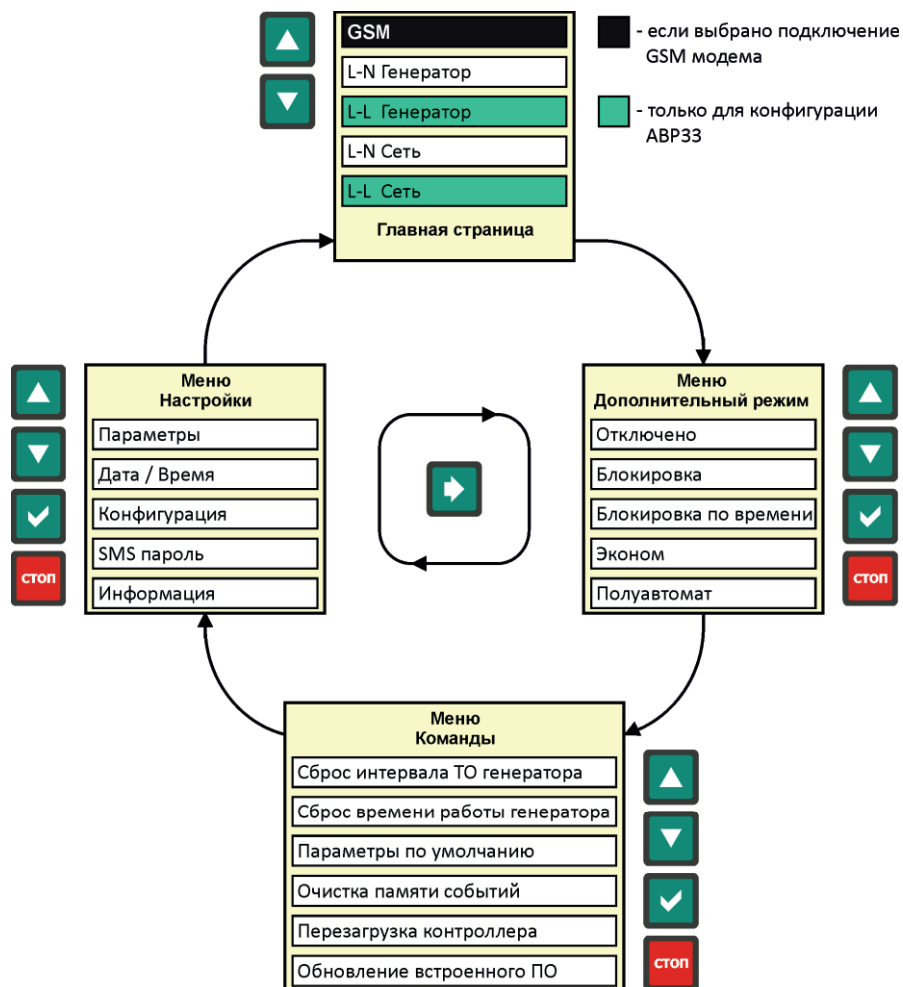 GSM
L-N Генератор
L-L Генератор
L-N Сеть
L-L Сеть
Главная страница
- если выбрано подключение
GSM модема
- только для конфигурации
АВР33
Меню
Настройки
Параметры
Дата / Время
Конфигурация
SMS пароль
Информация
стоп
Меню
Дополнительный режим
Отключено
Блокировка
Блокировка по времени
Эконом
Полуавтомат
стоп
Меню
Команды
Сброс интервала ТО генератора
Сброс времени работы генератора
Параметры по умолчанию
Очистка памяти событий
Перезагрузка контроллера
Обновление встроенного ПО
стоп